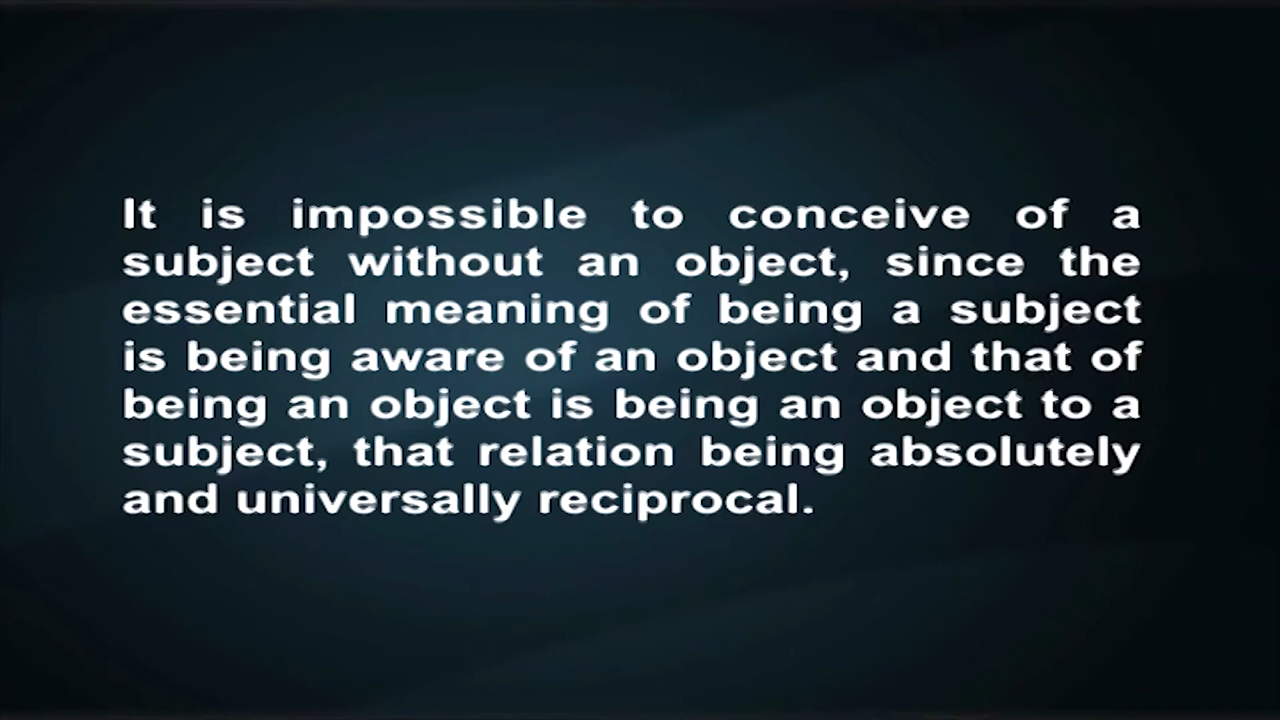 It is impossible to conceive of a
subject without an object, since the
essential meaning of being a subject
is being aware of an object and that of
being an object is being an object to a
subject, that relation being absolutely
and universally reciprocal.